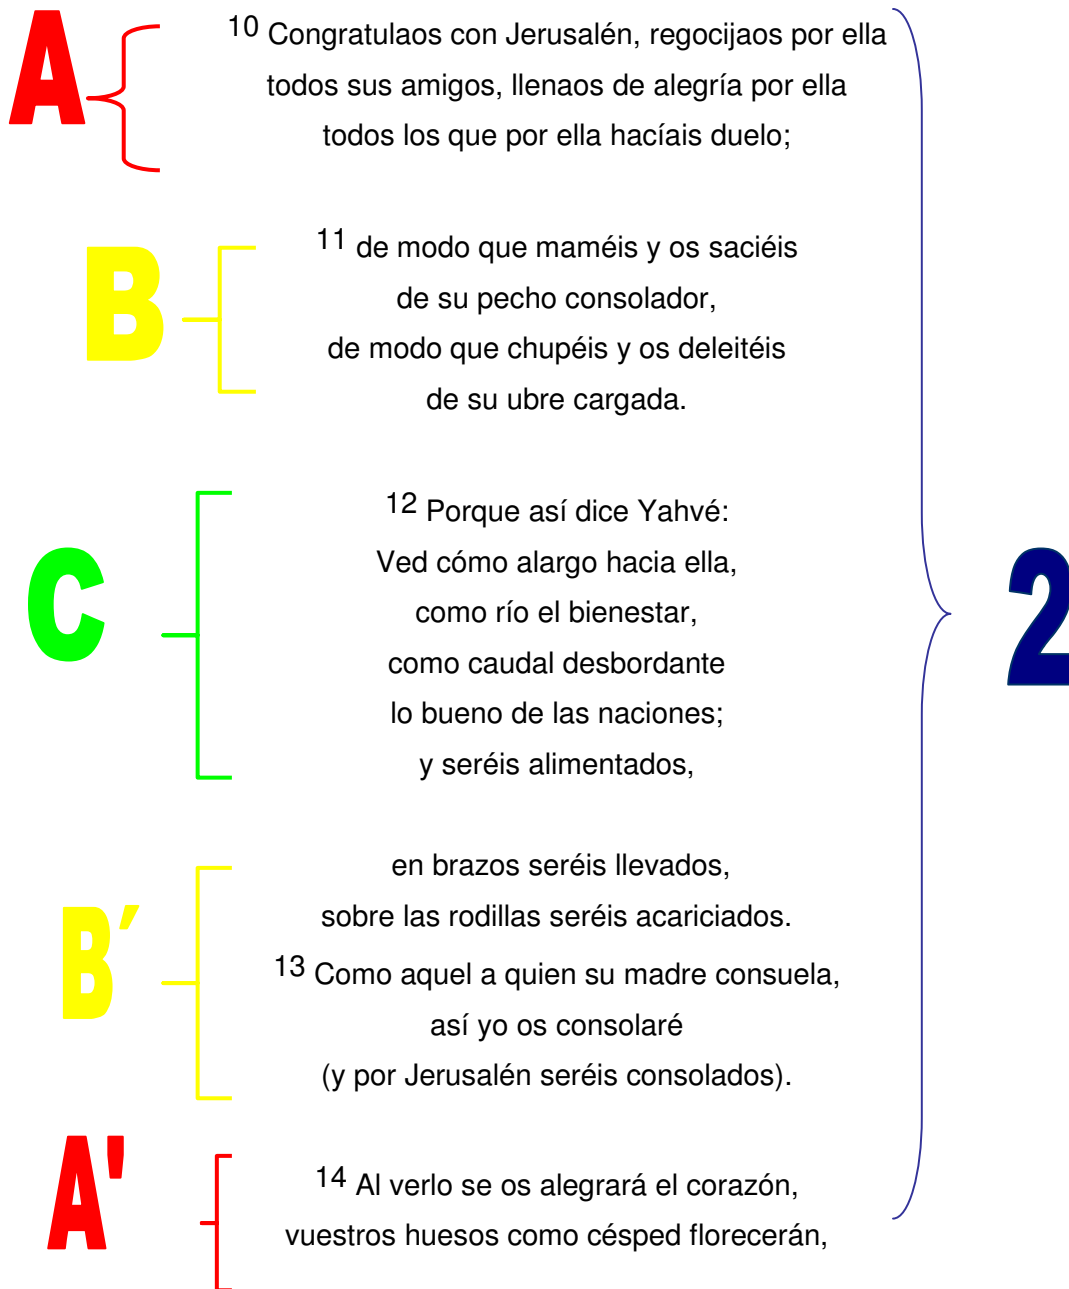 A
10 Congratulaos con Jerusalén, regocijaos por ella
todos sus amigos, llenaos de alegría por ella
todos los que por ella hacíais duelo;
B
11 de modo que maméis y os saciéis
de su pecho consolador,
de modo que chupéis y os deleitéis
de su ubre cargada.
C
12 Porque así dice Yahvé:
Ved cómo alargo hacia ella,
como río el bienestar,
como caudal desbordante
lo bueno de las naciones;
y seréis alimentados,
2
B´
en brazos seréis llevados,
sobre las rodillas seréis acariciados.
13 Como aquel a quien su madre consuela,
así yo os consolaré
(y por Jerusalén seréis consolados).
A'
14 Al verlo se os alegrará el corazón,
vuestros huesos como césped florecerán,